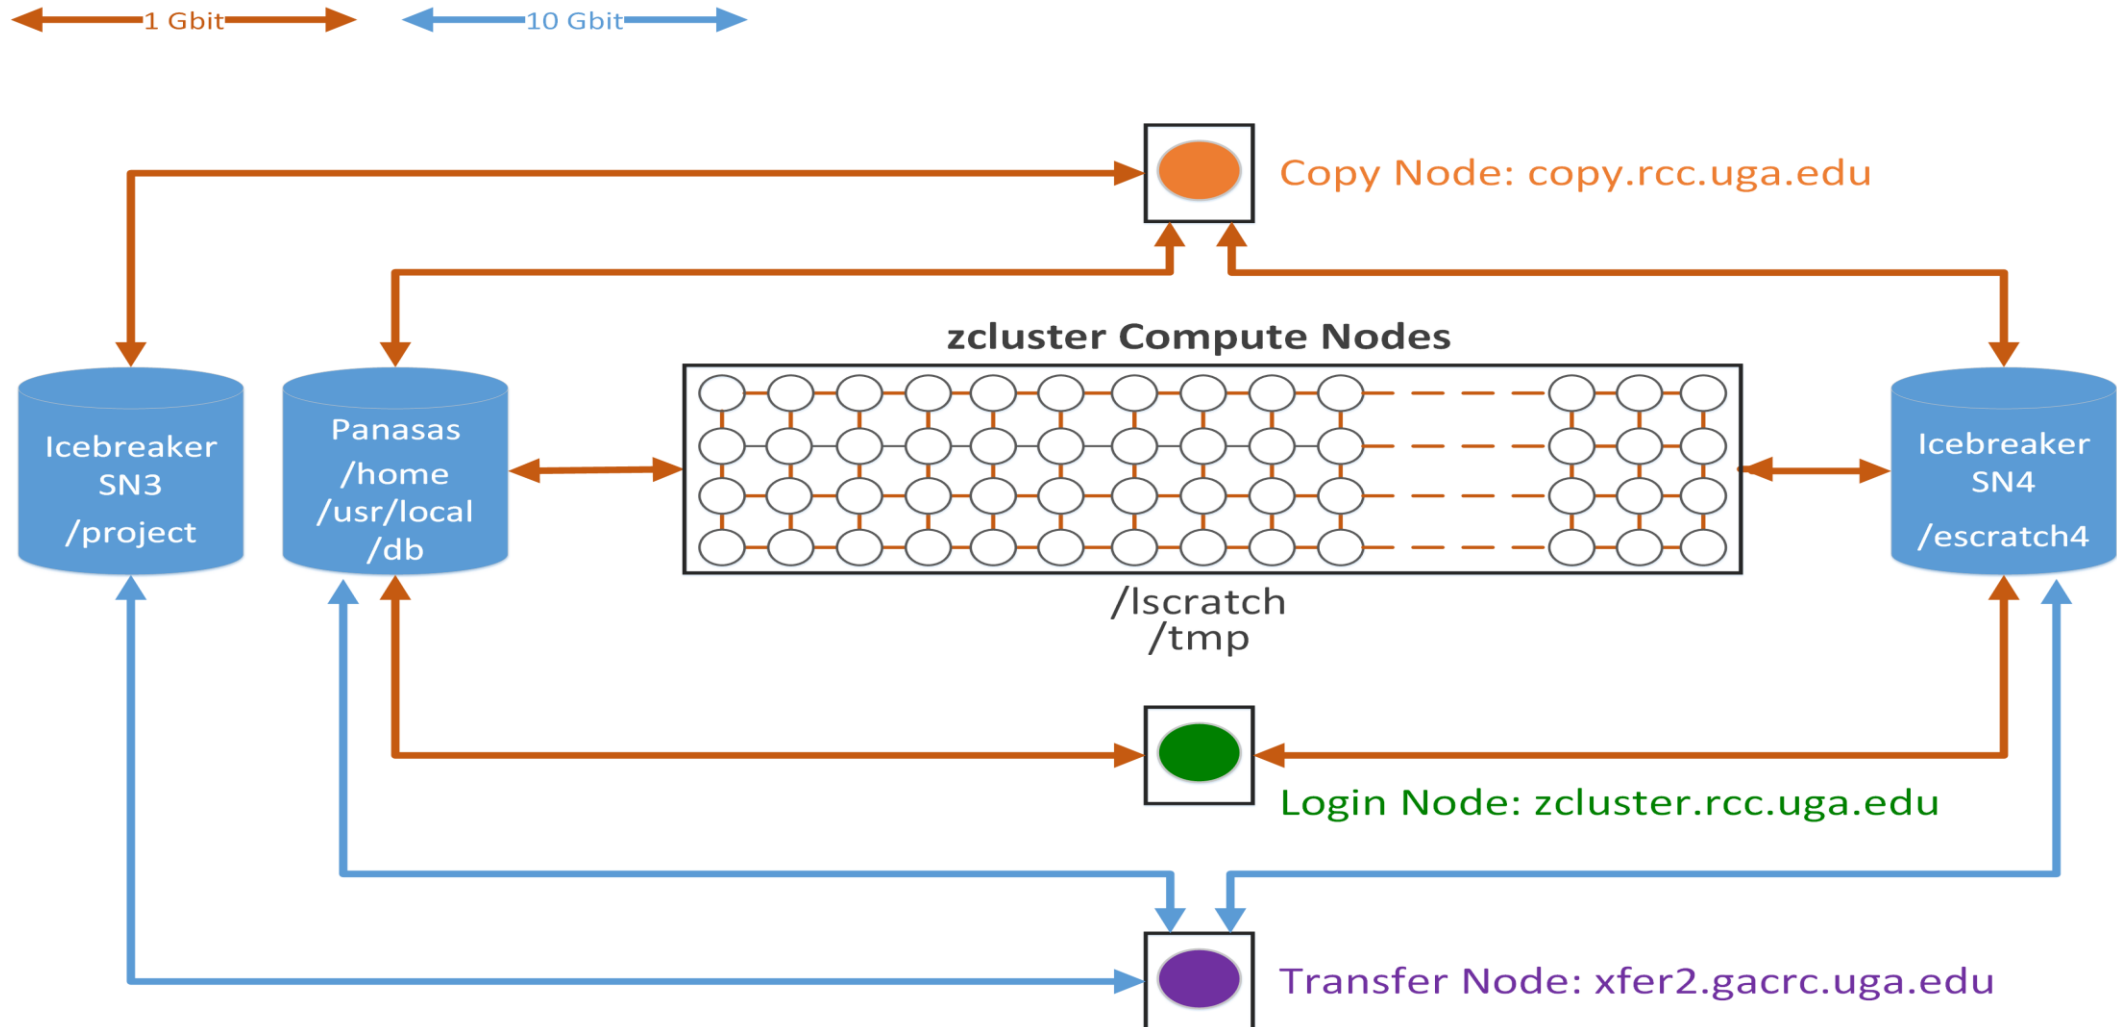 1 Gbit
10 Gbit
Copy Node: copy.rcc.uga.edu
zcluster Compute Nodes
Icebreaker
SN3
/project
Panasas
/home
/usr/local
/db
Icebreaker
SN4
/escratch4
/lscratch
/tmp
Login Node: zcluster.rcc.uga.edu
Transfer Node: xfer2.gacrc.uga.edu